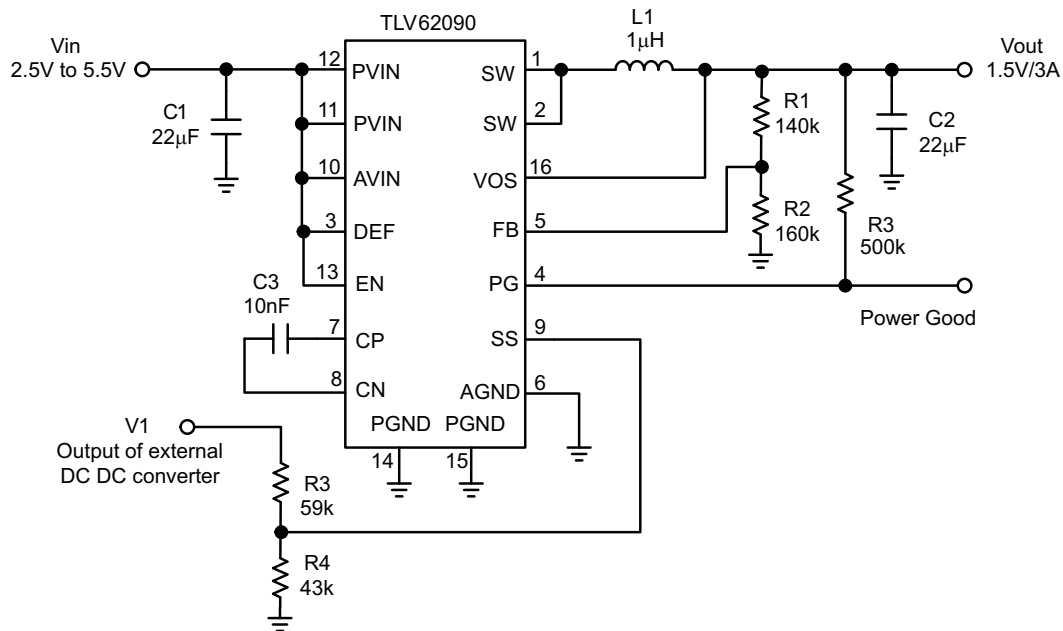 TLV62090
Vin
2.5V to 5.5V
C1
22μF
12
PVIN
11
PVIN
10
AVIN
3
DEF
13
EN
C3
10nF
7
CP
8
CN
SW
1
SW
2
VOS
16
FB
5
PG
4
SS
9
AGND
6
PGND
PGND
14
15
L1
1μH
Vout
1.5V/3A
R1
140k
R2
160k
C2
22μF
R3
500k
Power Good
V1
Output of external
DC DC converter
R3
59k
R4
43k